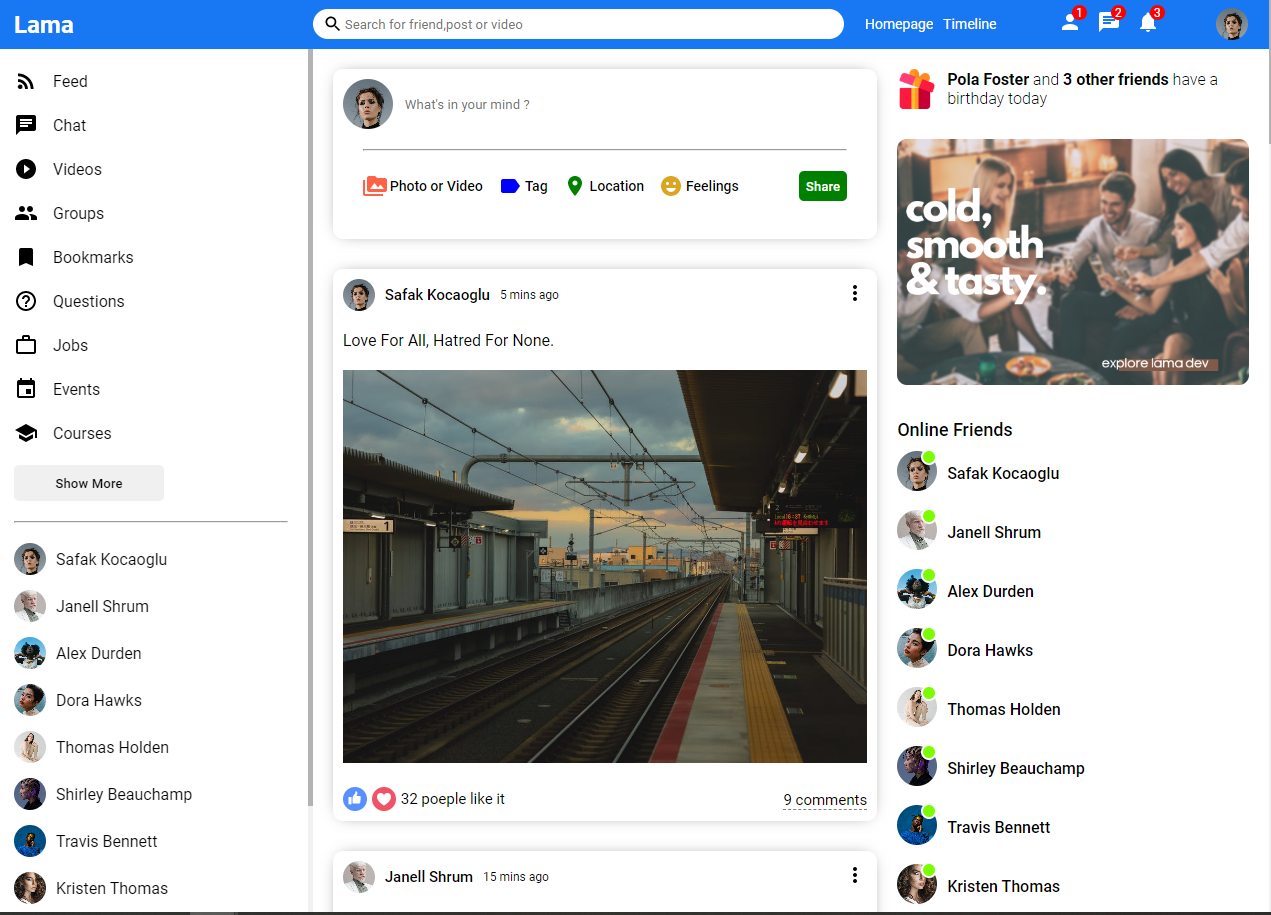 Lama
Search for friend,post or video
Homepage Timeline
1
2
3
Feed
Chat
Videos
Groups
Bookmarks
Questions
Jobs
Events
Courses
Show More
Safak Kocaoglu
Janell Shrum
Alex Durden
Dora Hawks
Thomas Holden
Shirley Beauchamp
Travis Bennett
Kristen Thomas
What's in your mind ?
Photo or Video
Tag
Location
Feelings
Share
Safak Kocaoglu 5 mins ago
Love For All, Hatred For None.
1
32 poeple like it
9 comments
Janell Shrum 15 mins ago
Pola Foster and 3 other friends have a
birthday today
cold,
smooth
& tasty.
explore lama dev
Online Friends
Safak Kocaoglu
Janell Shrum
Alex Durden
Dora Hawks
Thomas Holden
Shirley Beauchamp
Travis Bennett
Kristen Thomas